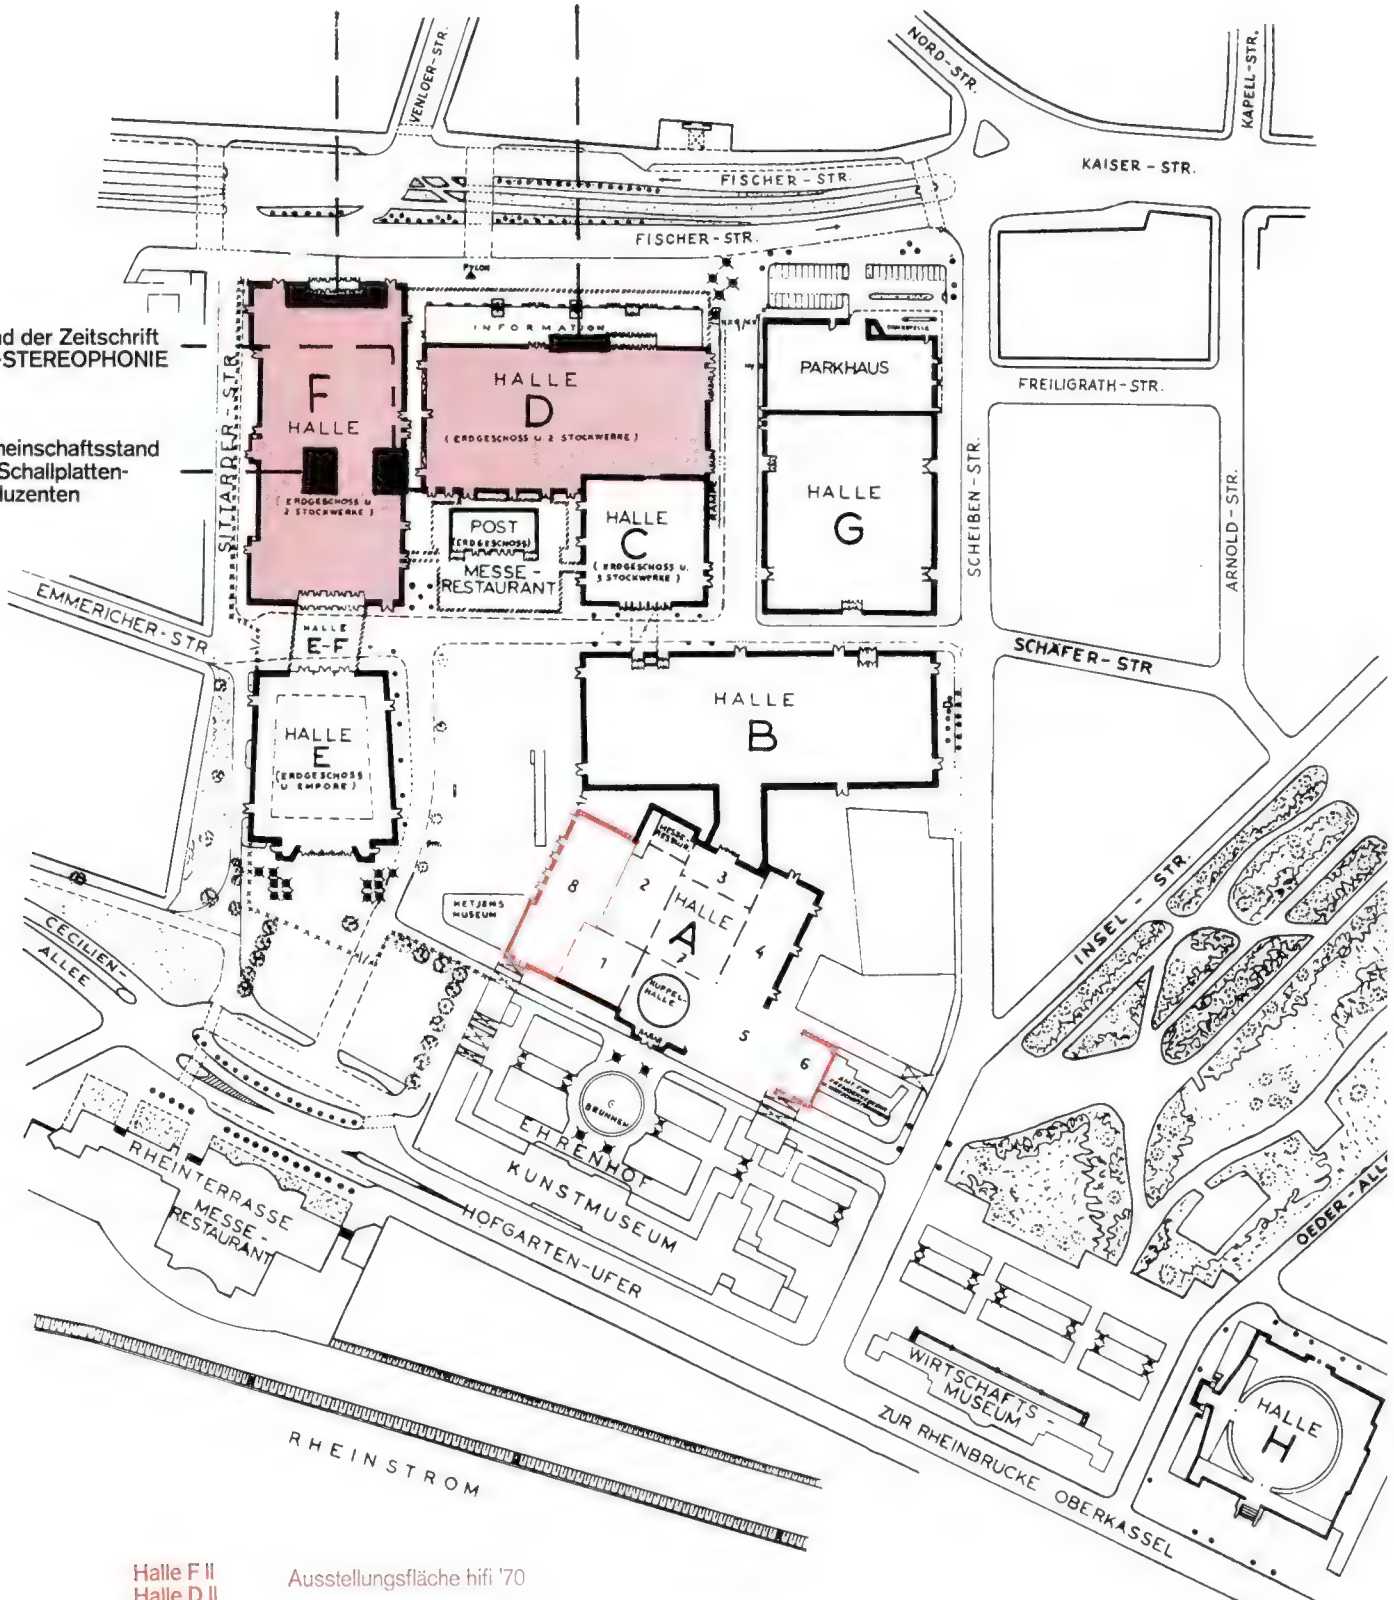 VENLOER-STR.
NORD-STR.
KAPELL-STR.
KAISER-STR.
FISCHER-STR.
FISCHER-STR.
PYLON
der Zeitschrift
-STEREOPHONIE
INFORMATION
SITTARDER-STR.
F
HALLE
(ERDGESCHOSS U
2 STOCKWERKE)
HALLE
D
(ERDGESCHOSS U 2 STOCKWERKE)
PARKHAUS
FREILIGRATH-STR.
einschaftsstand
Schallplatten-
duzenten
HALLE
G
SCHEIBEN-STR.
ARNOLD-STR.
POST
(ERDGESCHOSS)
MESSE-
RESTAURANT
HALLE
C
(ERDGESCHOSS U.
3 STOCKWERKE)
RAMPE
EMMERICHER-STR.
HALLE
E-F
SCHÄFER-STR
HALLE
B
HALLE
E
(ERDGESCHOSS
U. EMPORE)
8
2
3
HALLE
A
7
4
1
KUPPEL-
HALLE
5
6
HETJENS
MUSEUM
INSEL-STR.
CECILIEN-
ALLEE
BRUNNEN
EHRENHOF
KUNSTMUSEUM
RHEINTERRASSE
MESSE-
RESTAURANT
HOFGARTEN-UFER
OEDER-ALL
WIRTSCHAFTS-
MUSEUM
HALLE
H
ZUR RHEINBRUCKE OBERKASSEL
RHEINSTROM
Halle F II
Halle D II
Ausstellungsfläche hifi '70